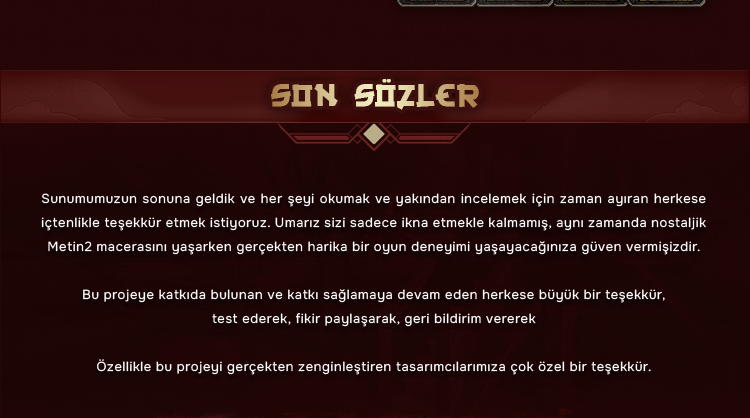 SON SÖZLER
Sunumumuzun sonuna geldik ve her şeyi okumak ve yakından incelemek için zaman ayıran herkese
içtenlikle teşekkür etmek istiyoruz. Umarız sizi sadece ikna etmekle kalmamış, aynı zamanda nostaljik
Metin2 macerasını yaşarken gerçekten harika bir oyun deneyimi yaşayacağınıza güven vermişizdir.
Bu projeye katkıda bulunan ve katkı sağlamaya devam eden herkese büyük bir teşekkür,
test ederek, fikir paylaşarak, geri bildirim vererek
Özellikle bu projeyi gerçekten zenginleştiren tasarımcılarımıza çok özel bir teşekkür.